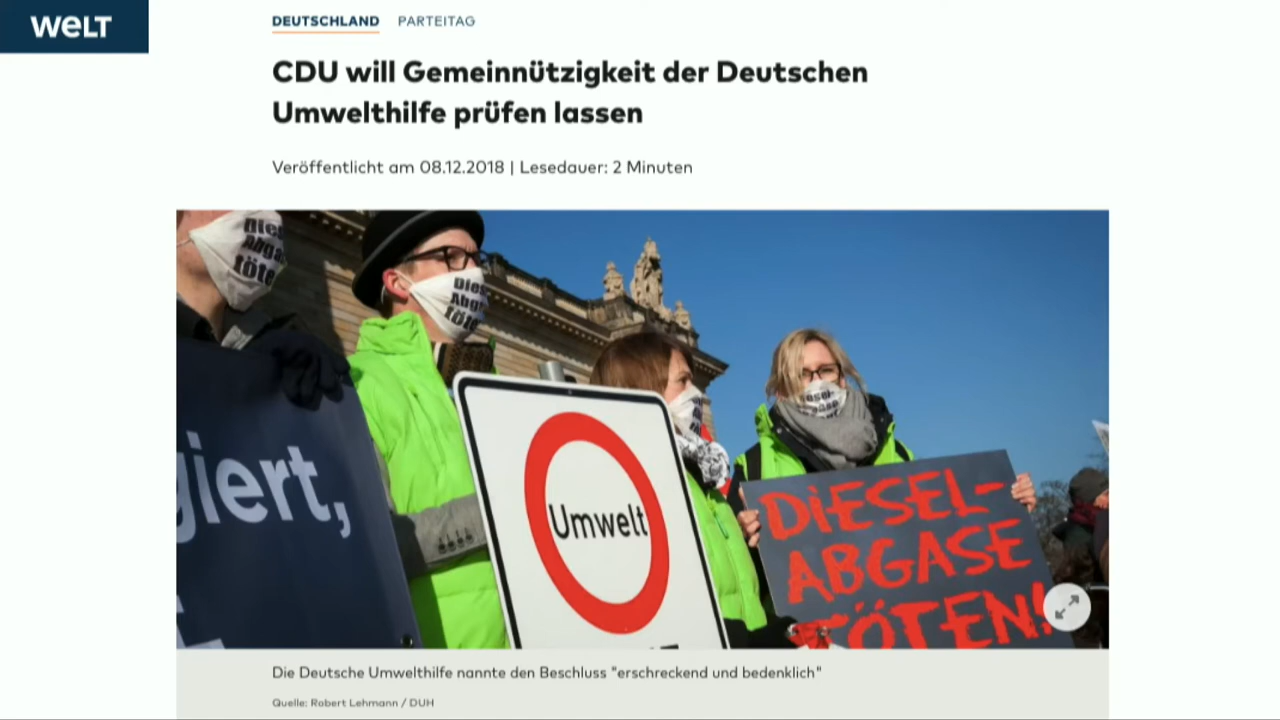 WELT
DEUTSCHLAND PARTEITAG
CDU will Gemeinnützigkeit der Deutschen
Umwelthilfe prüfen lassen
Veröffentlicht am 08.12.2018 | Lesedauer: 2 Minuten
giert,
Umwelt
DiESEL-
ABGASE
TÖTEN!
Die Deutsche Umwelthilfe nannte den Beschluss "erschreckend und bedenklich"
Quelle: Robert Lehmann / DUH